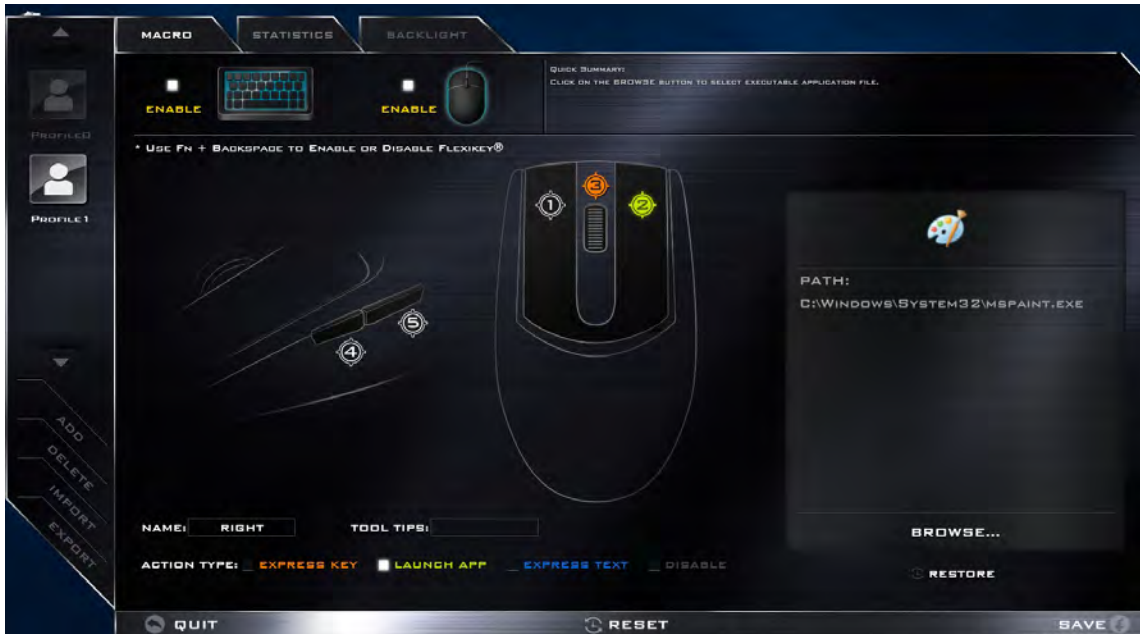 MACRO
STATISTICS
BACKLIGHT
ENABLE
ENABLE
QUICK SUMMARY:
CLICK ON THE BROWSE BUTTON TO SELECT EXECUTABLE APPLICATION FILE.
PROFILE0
* USE FN + BACKSPACE TO ENABLE OR DISABLE FLEXIKEY®
PROFILE1
1
3
2
5
4
PATH:
C:\WINDOWS\SYSTEM32\MSPAINT.EXE
ADD
DELETE
IMPORT
EXPORT
NAME: RIGHT
TOOL TIPS:
ACTION TYPE: EXPRESS KEY LAUNCH APP EXPRESS TEXT DISABLE
BROWSE...
RESTORE
QUIT
RESET
SAVE